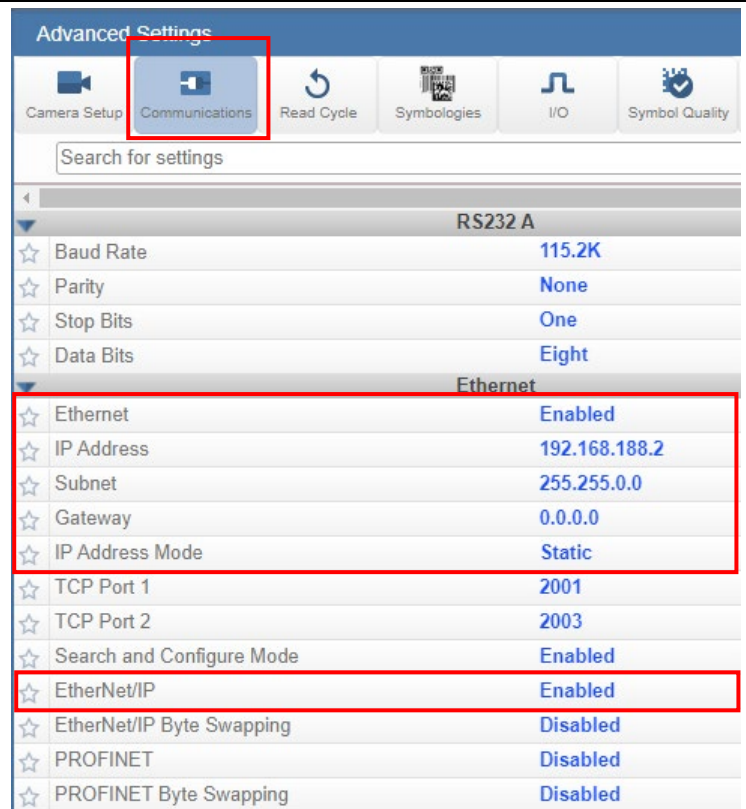 Advanced Settings
Camera Setup Communications Read Cycle Symbologies I/O Symbol Quality
Search for settings
RS232 A
Baud Rate 115.2K
Parity None
Stop Bits One
Data Bits Eight
Ethernet
Ethernet Enabled
IP Address 192.168.188.2
Subnet 255.255.0.0
Gateway 0.0.0.0
IP Address Mode Static
TCP Port 1 2001
TCP Port 2 2003
Search and Configure Mode Enabled
EtherNet/IP Enabled
EtherNet/IP Byte Swapping Disabled
PROFINET Disabled
PROFINET Byte Swapping Disabled